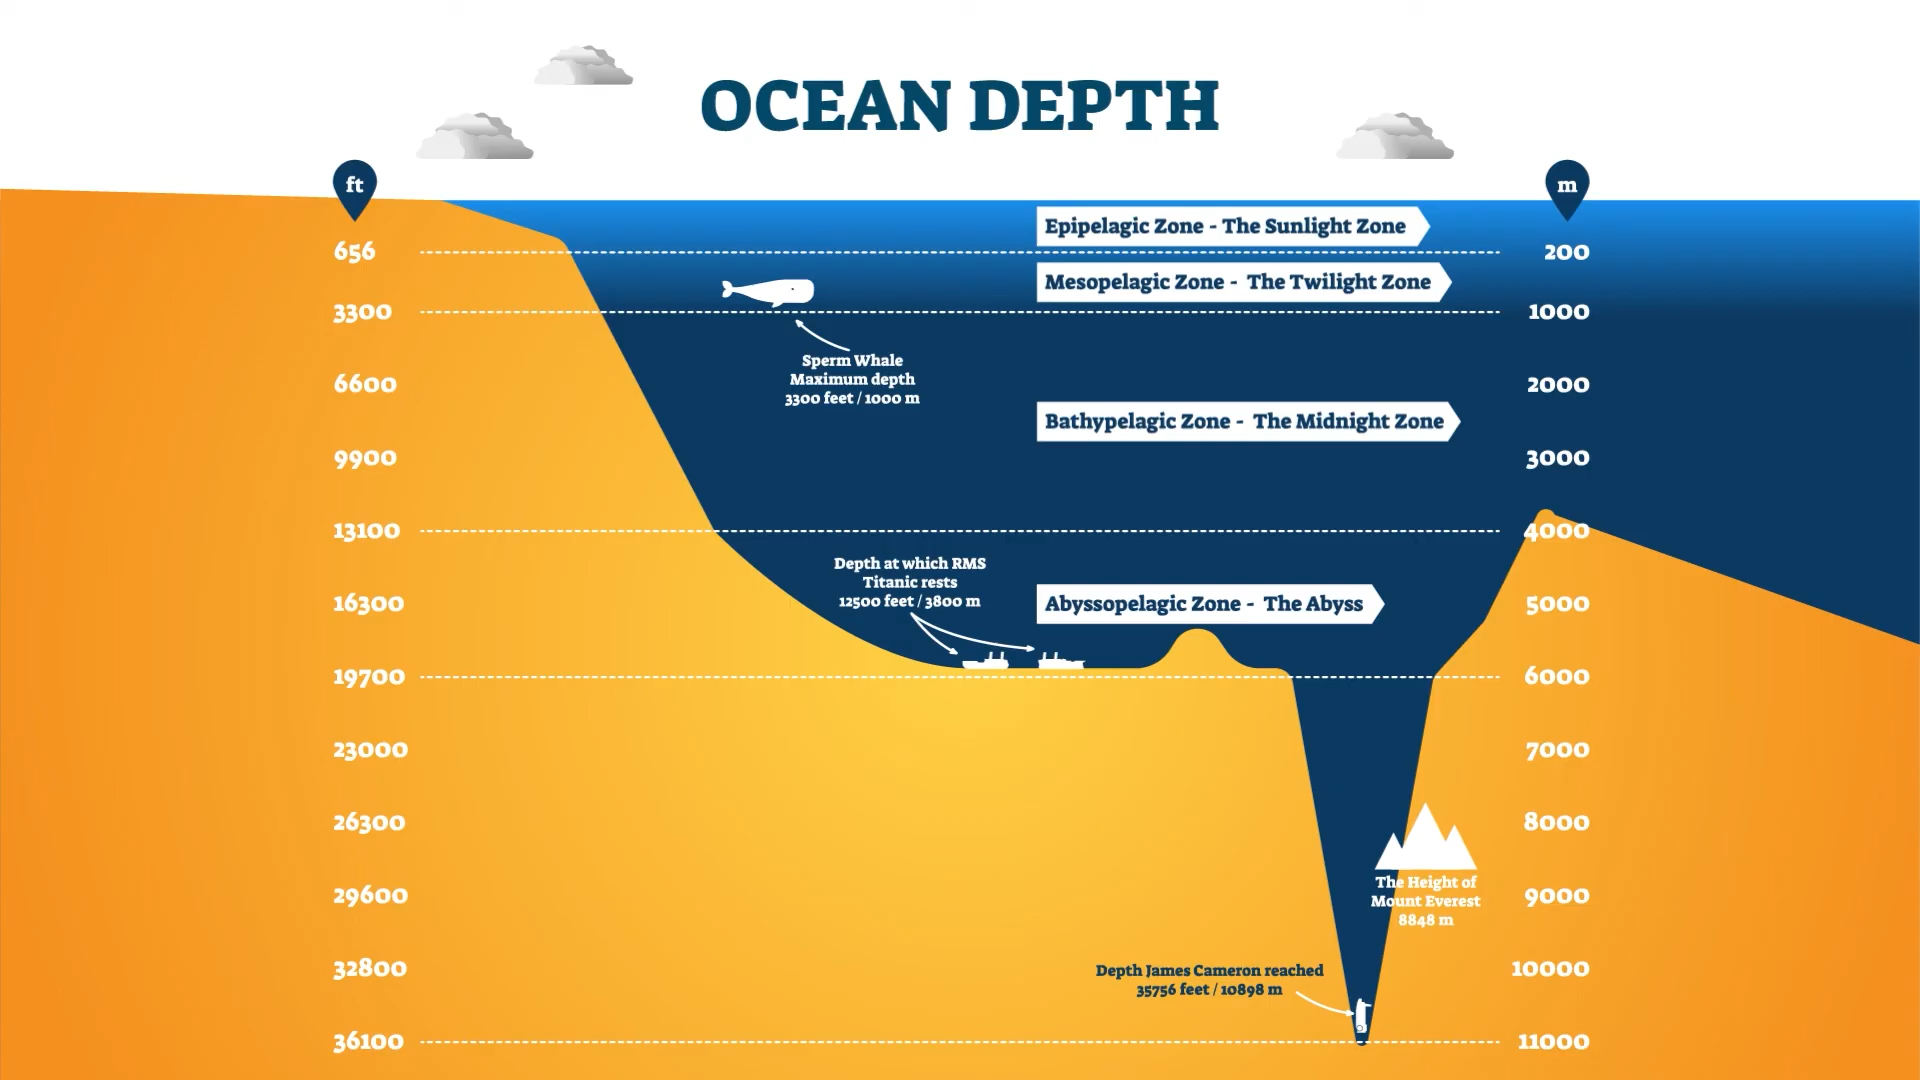 OCEAN DEPTH
ft
m
Epipelagic Zone - The Sunlight Zone
656
200
Mesopelagic Zone - The Twilight Zone
3300
1000
Sperm Whale
Maximum depth
3300 feet / 1000 m
6600
2000
Bathypelagic Zone - The Midnight Zone
9900
3000
13100
4000
Depth at which RMS
Titanic rests
12500 feet / 3800 m
Abyssopelagic Zone - The Abyss
16300
5000
19700
6000
23000
7000
26300
8000
The Height of
Mount Everest
8848 m
29600
9000
Depth James Cameron reached
35756 feet / 10898 m
32800
10000
36100
11000